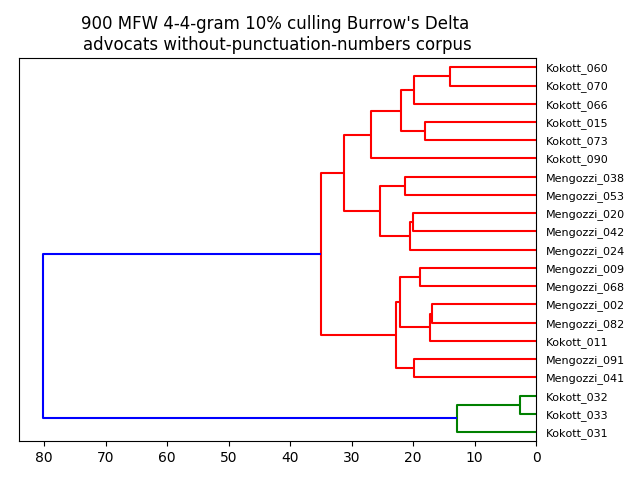 900 MFW 4-4-gram 10% culling Burrow's Delta
advocats without-punctuation-numbers corpus
Kokott_060
Kokott_070
Kokott_066
Kokott_015
Kokott_073
Kokott_090
Mengozzi_038
Mengozzi_053
Mengozzi_020
Mengozzi_042
Mengozzi_024
Mengozzi_009
Mengozzi_068
Mengozzi_002
Mengozzi_082
Kokott_011
Mengozzi_091
Mengozzi_041
Kokott_032
Kokott_033
Kokott_031
80 70 60 50 40 30 20 10 0